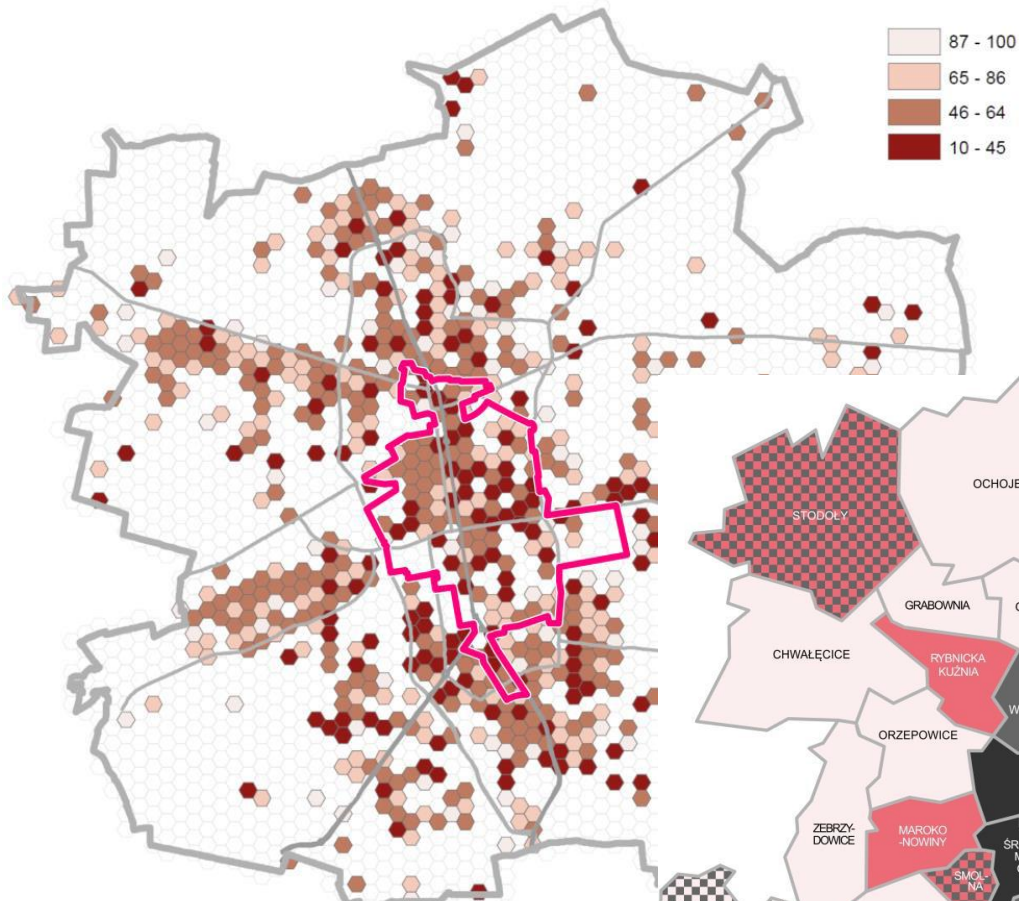 87 - 100
65 - 86
46 - 64
10 - 45
STODOŁY
GRABOWNIA
CHWAŁĘCICE
RYBNICKA
KUŹNIA
ORZEPOWICE
ZEBRZY-
DOWICE
MAROKO
-NOWINY
SMOL-
NA